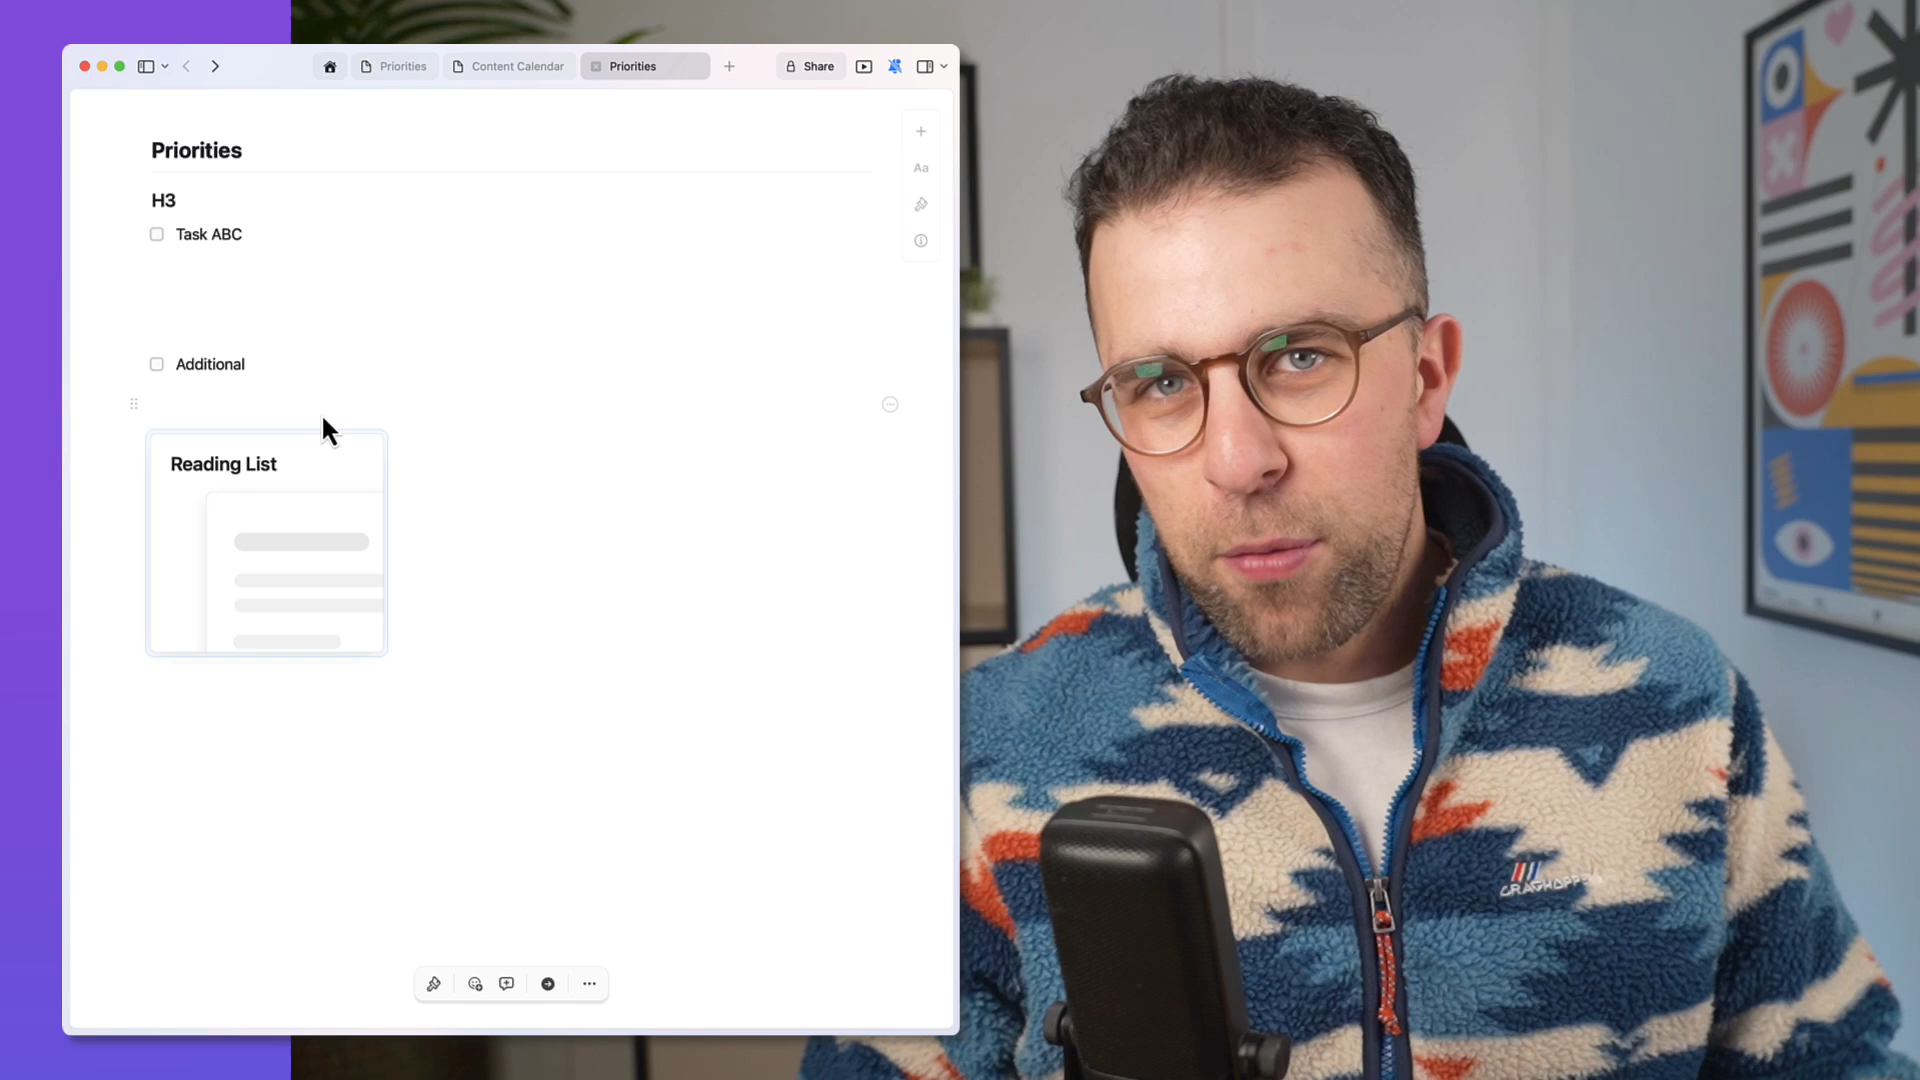 Priorities
Content Calendar
Priorities
Share
Priorities
Aa
H3
Task ABC
Additional
Reading List